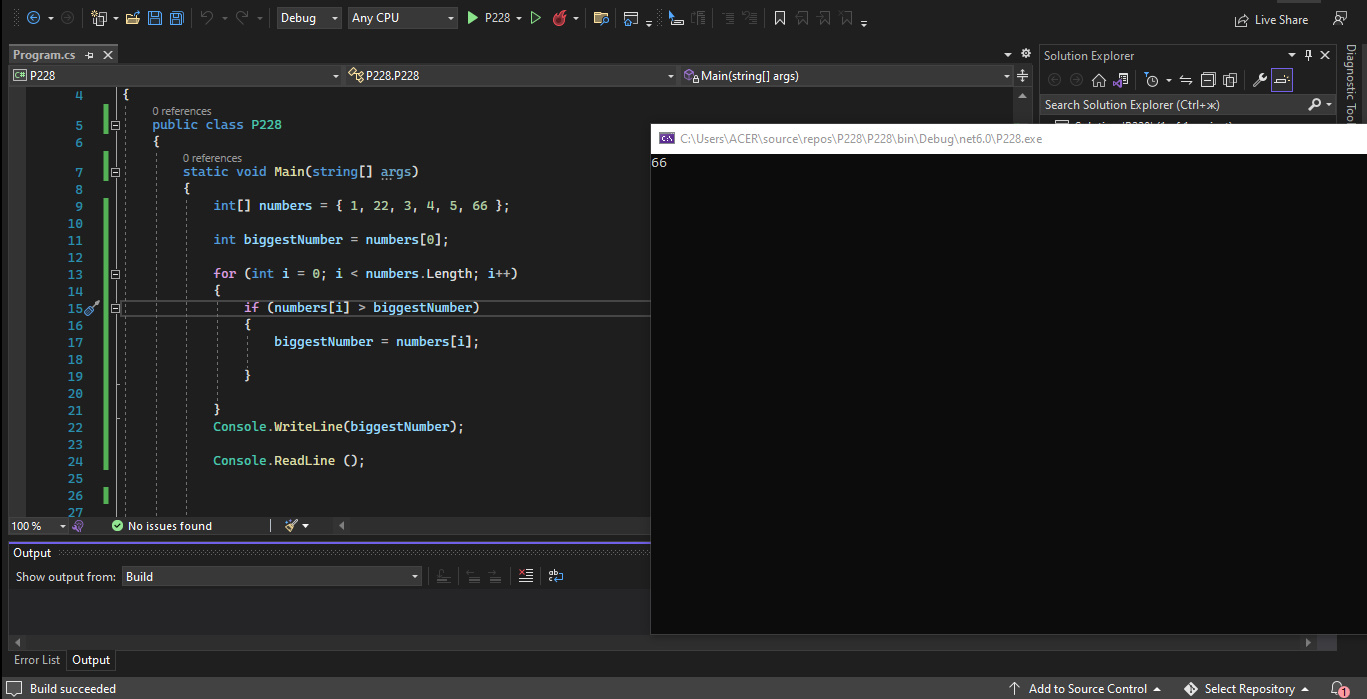 Debug
Any CPU
P228
Live Share
Program.cs
P228
P228.P228
Main(string[] args)
Solution Explorer
Search Solution Explorer (Ctrl+ж)
Diagnostic Tool
4 {
0 references
5 public class P228
6 {
0 references
7 static void Main(string[] args)
8 {
9 int[] numbers = { 1, 22, 3, 4, 5, 66 };
10
11 int biggestNumber = numbers[0];
12
13 for (int i = 0; i < numbers.Length; i++)
14 {
15 if (numbers[i] > biggestNumber)
16 {
17 biggestNumber = numbers[i];
18
19 }
20
21 }
22 Console.WriteLine(biggestNumber);
23
24 Console.ReadLine ();
25
26
27
C:\Users\ACER\source\repos\P228\P228\bin\Debug\net6.0\P228.exe
66
100 %
No issues found
Output
Show output from: Build
Error List
Output
Build succeeded
Add to Source Control
Select Repository
1